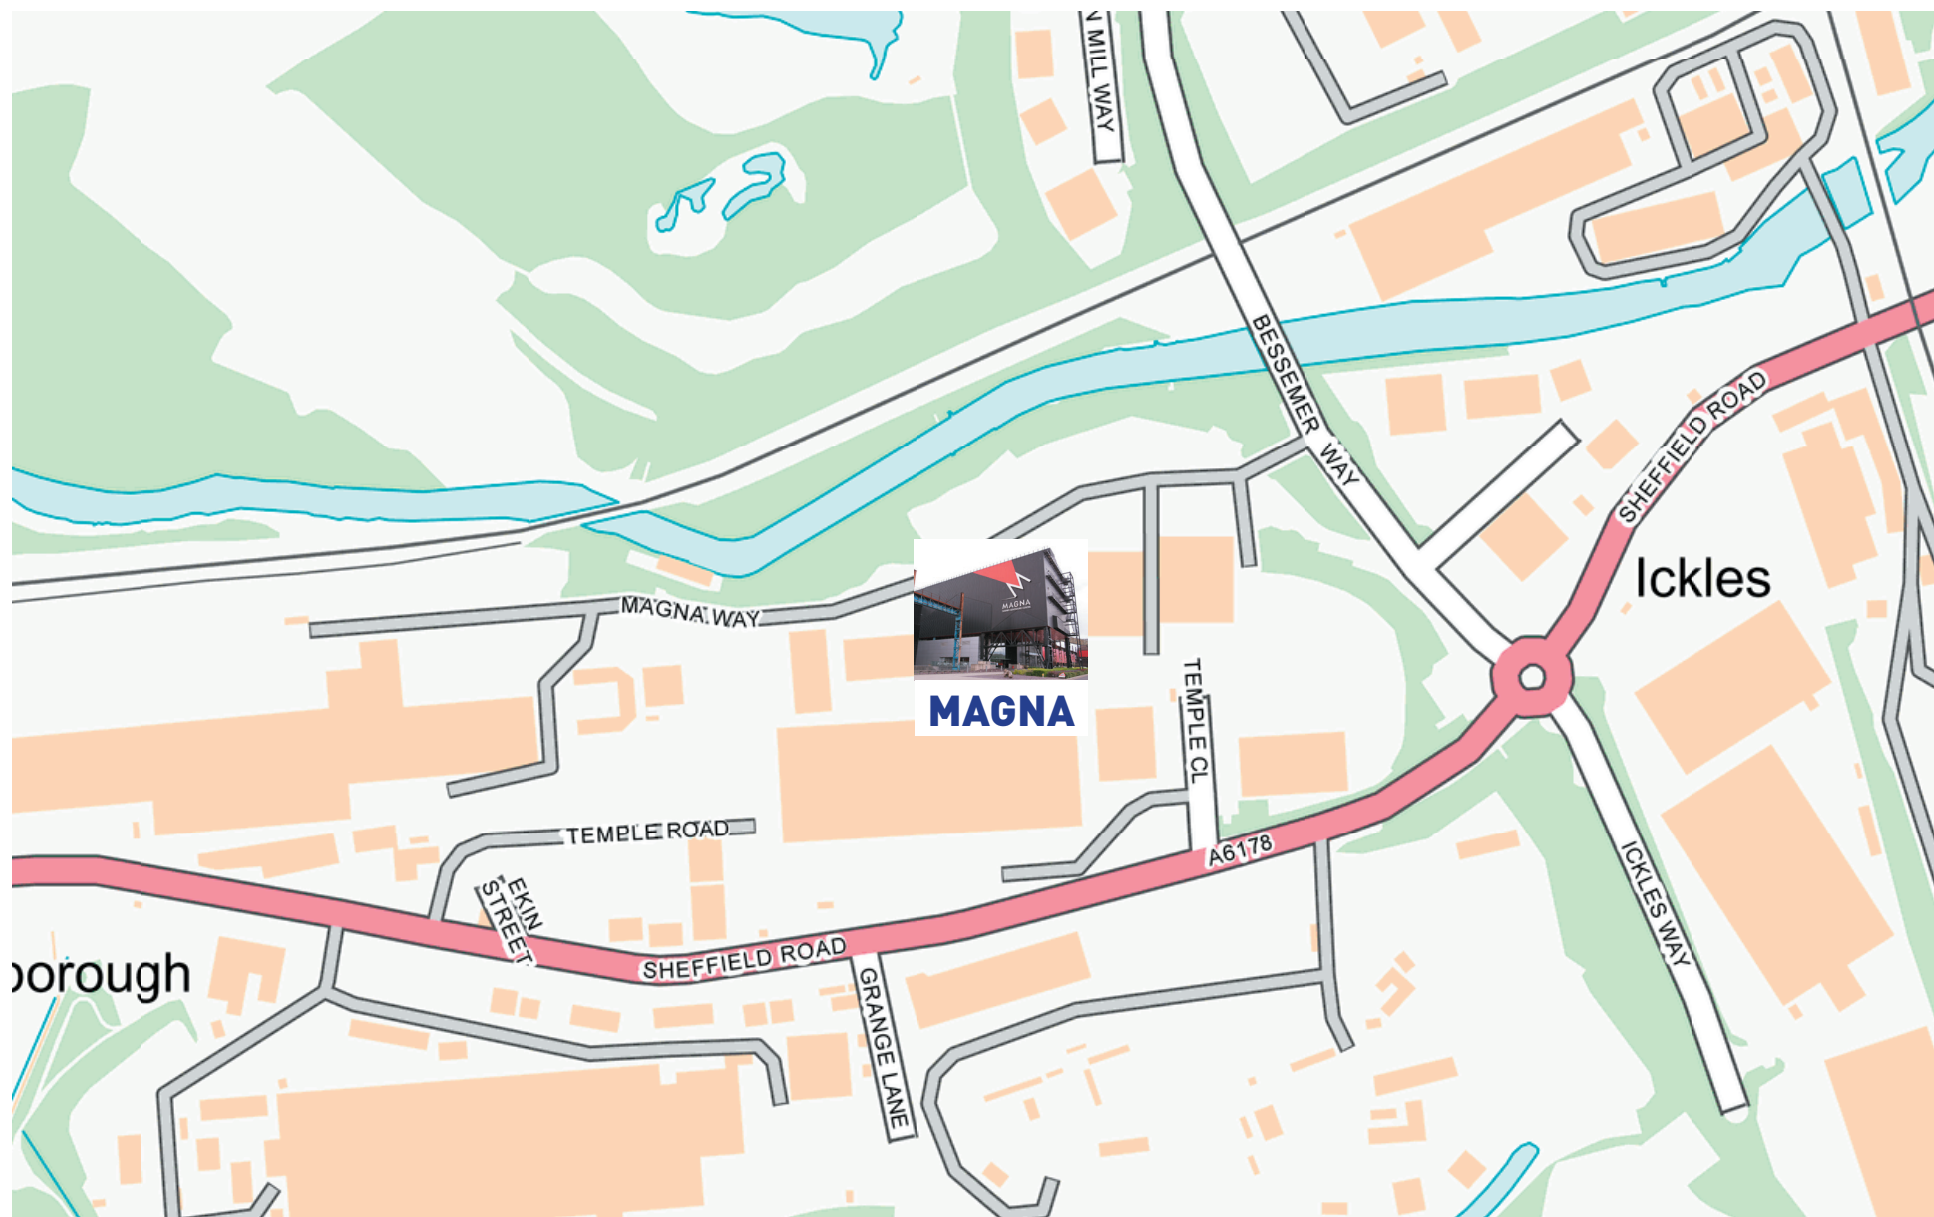 N MILL WAY
BESSEMER WAY
SHEFFIELD ROAD
Ickles
MAGNA WAY
MAGNA
MAGNA
TEMPLE CL
TEMPLE ROAD
A6178
EKIN
STREET
ICKLES WAY
SHEFFIELD ROAD
borough
GRANGE LANE